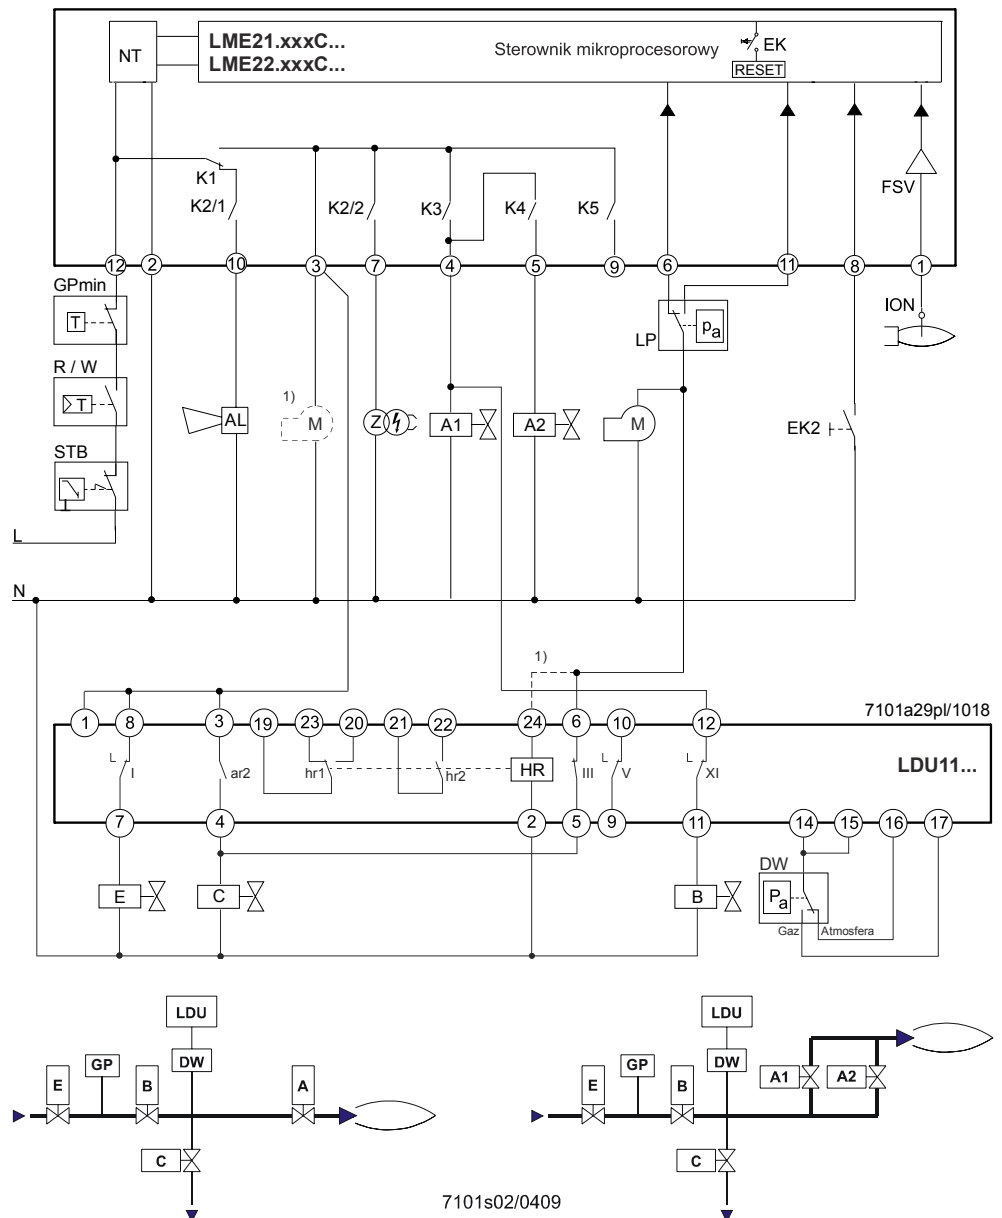 NT
LME21.xxxC...
LME22.xxxC...
Sterownik mikroprocesorowy
EK
RESET
FSV
K1
K2/1
K2/2
K3
K4
K5
12
2
10
3
7
4
5
9
6
11
8
1
GPmin
T
R / W
T
STB
L
N
AL
1)
M
Z
A1
A2
M
LP
pa
EK2
ION
1)
7101a29pl/1018
1
8
3
19
23
20
21
22
24
6
10
12
LDU11...
I
ar2
hr1
hr2
HR
III
V
XI
7
4
2
5
9
11
14
15
16
17
E
C
B
DW
Pa
Gaz
Atmosfera
LDU
GP
DW
E
B
A
C
LDU
GP
DW
E
B
A1
A2
C
7101s02/0409